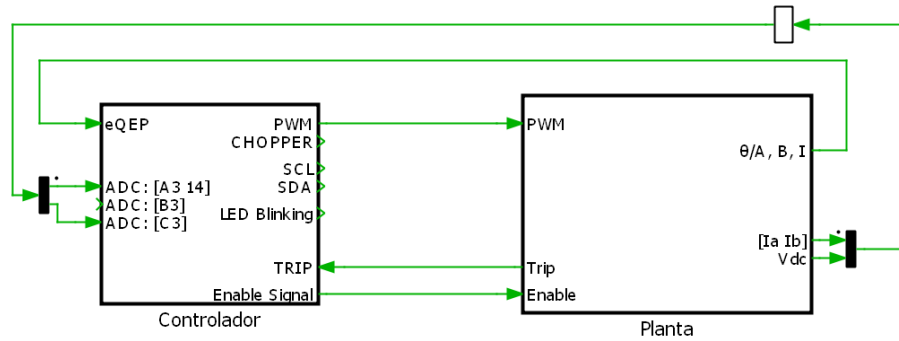 eQEP
ADC:[A3 14]
ADC:[B3]
ADC:[C3]
PWM
CHOPPER
SCL
SDA
LED Blinking
TRIP
Enable Signal
Controlador
PWM
Trip
Enable
θ/A, B, I
[Ia Ib]
Vdc
Planta